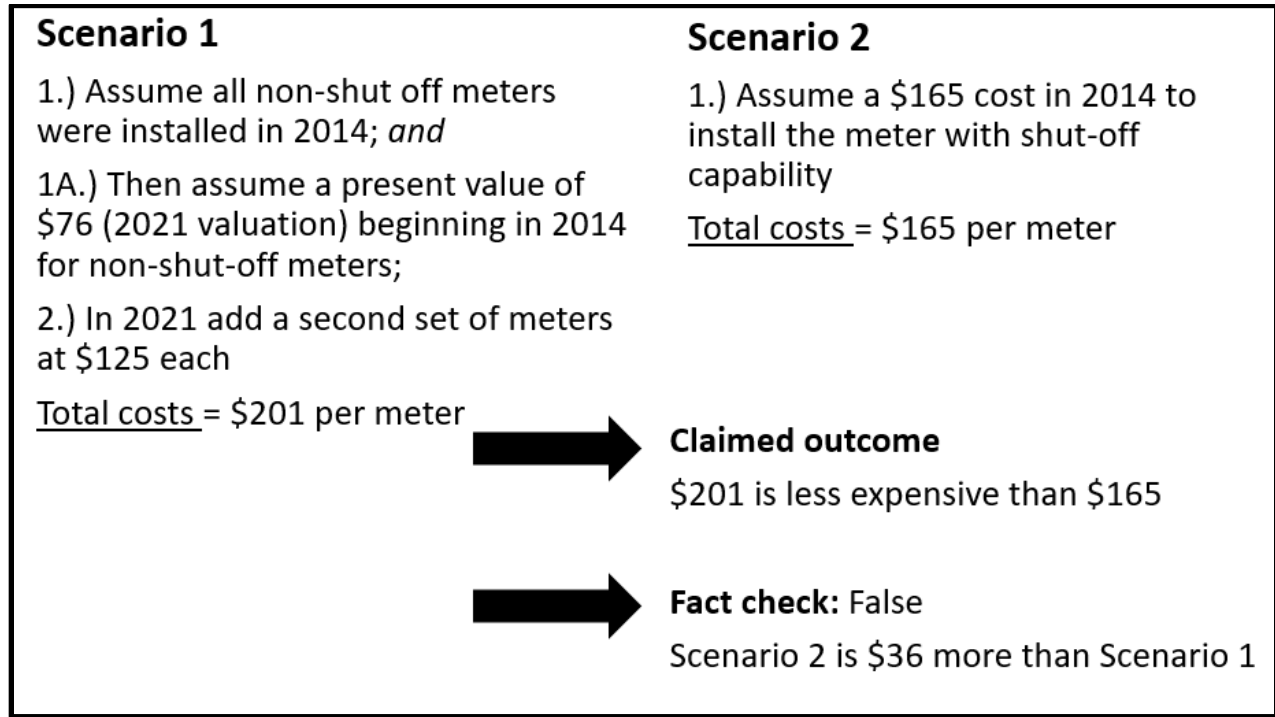 Scenario 1
1.) Assume all non-shut off meters
were installed in 2014; and
1A.) Then assume a present value of
$76 (2021 valuation) beginning in 2014
for non-shut-off meters;
2.) In 2021 add a second set of meters
at $125 each
Total costs = $201 per meter
Scenario 2
1.) Assume a $165 cost in 2014 to
install the meter with shut-off
capability
Total costs = $165 per meter
Claimed outcome
$201 is less expensive than $165
Fact check: False
Scenario 2 is $36 more than Scenario 1